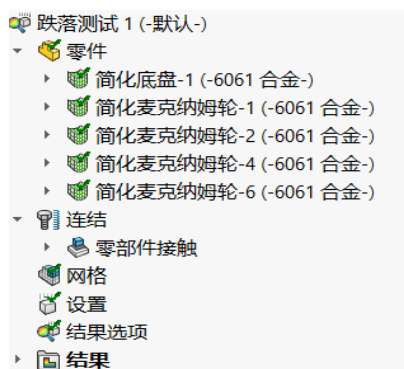 跌落测试 1 (-默认-)
零件
简化底盘-1 (-6061 合金-)
简化麦克纳姆轮-1 (-6061 合金-)
简化麦克纳姆轮-2 (-6061 合金-)
简化麦克纳姆轮-4 (-6061 合金-)
简化麦克纳姆轮-6 (-6061 合金-)
连结
零部件接触
网格
设置
结果选项
结果